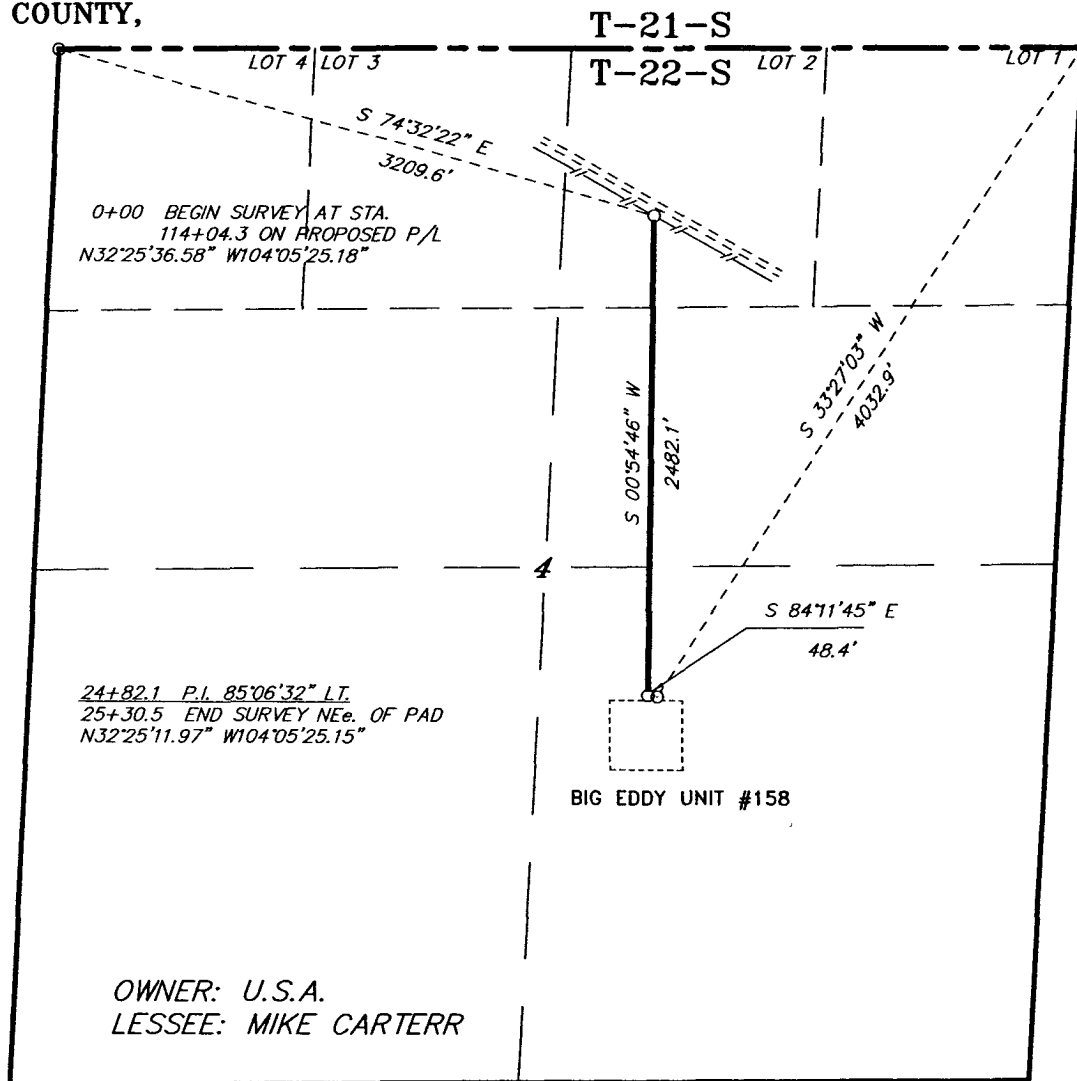 COUNTY,
T-21-S
T-22-S
LOT 4
LOT 3
LOT 2
LOT 1
S 74°32'22" E
3209.6'
0+00 BEGIN SURVEY AT STA.
114+04.3 ON PROPOSED P/L
N32°25'36.58" W104°05'25.18"
S 33°27'03" W
4032.9'
S 00°54'46" W
2482.1'
4
S 84°11'45" E
48.4'
24+82.1 P.I. 85°06'32" LT.
25+30.5 END SURVEY NEe. OF PAD
N32°25'11.97" W104°05'25.15"
BIG EDDY UNIT #158
OWNER: U.S.A.
LESSEE: MIKE CARTERR